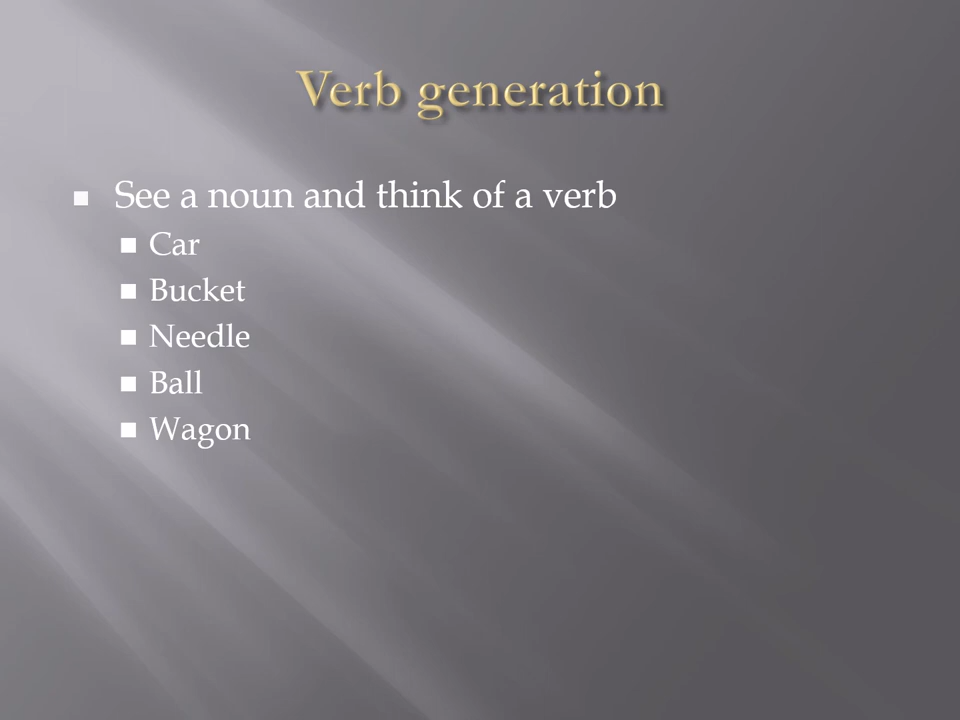 Verb generation
See a noun and think of a verb
Car
Bucket
Needle
Ball
Wagon